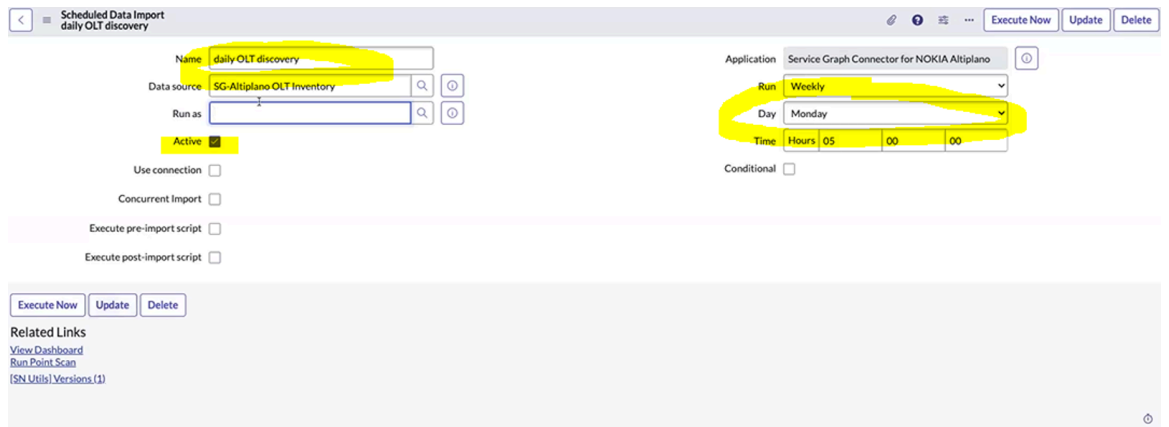 Scheduled Data Import
daily OLT discovery
Execute Now Update Delete
Name daily OLT discovery
Application Service Graph Connector for NOKIA Altiplano
Data source SG-Altiplano OLT Inventory
Run Weekly
Run as
Day Monday
Active
Time Hours 05 00 00
Use connection
Conditional
Concurrent Import
Execute pre-import script
Execute post-import script
Execute Now Update Delete
Related Links
View Dashboard
Run Point Scan
[SN Utils] Versions (1)